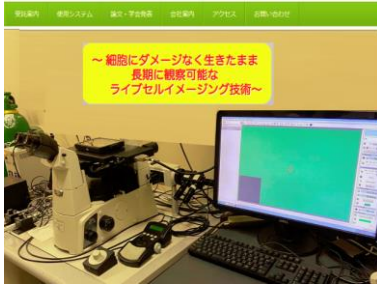 受託案内 使用システム 論文・学会発表 会社案内 アクセス お問い合わせ
～ 細胞にダメージなく生きたまま
長期に観察可能な
ライブセルイメージング技術～